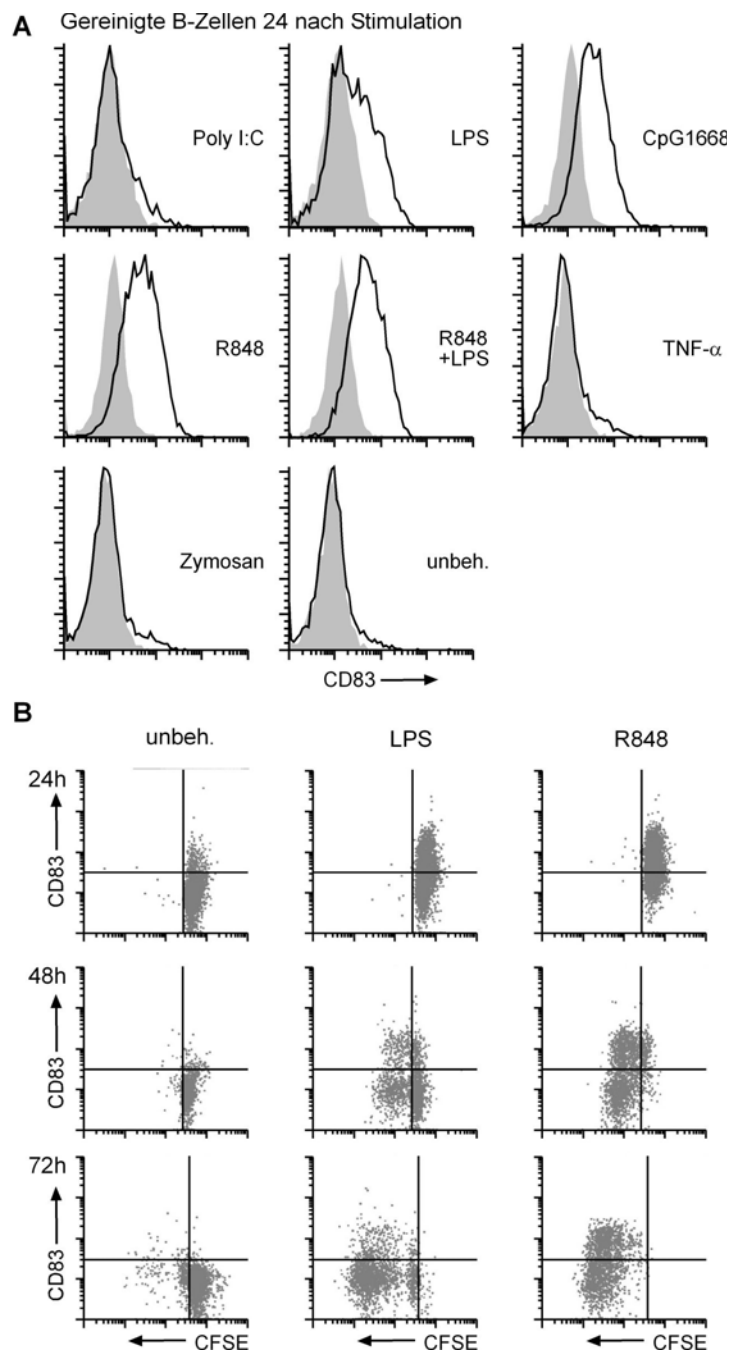 A
Gereinigte B-Zellen 24 nach Stimulation
Poly I:C
LPS
CpG1668
R848
R848
+LPS
TNF-α
Zymosan
unbeh.
CD83
B
unbeh.
LPS
R848
24h
CD83
48h
CD83
72h
CD83
CFSE
CFSE
CFSE